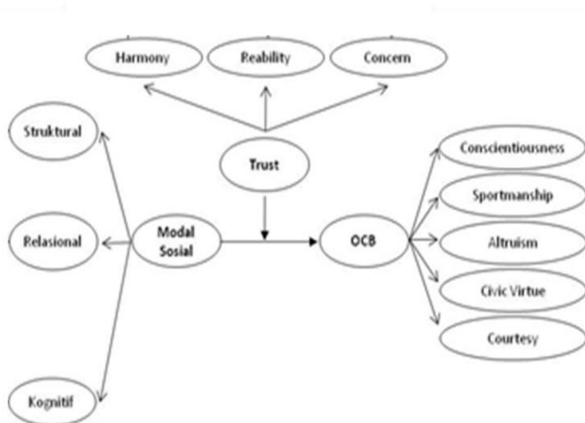 Harmony
Reability
Concern
Struktural
Trust
Conscientiousness
Sportmanship
Relasional
Modal
Sosial
OCB
Altruism
Civic Virtue
Courtesy
Kognitif